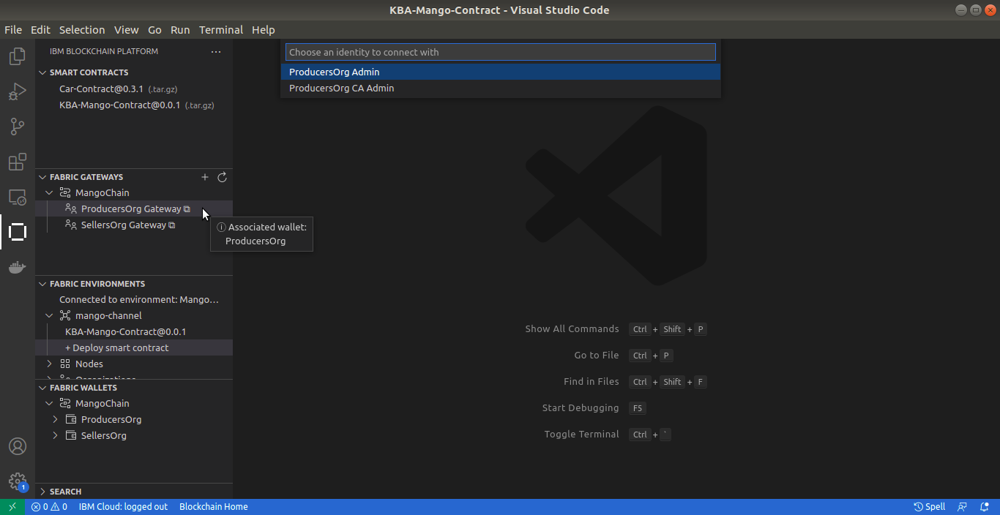 KBA-Mango-Contract - Visual Studio Code
File Edit Selection View Go Run Terminal Help
IBM BLOCKCHAIN PLATFORM ...
SMART CONTRACTS
Car-Contract@0.3.1 (.tar.gz)
KBA-Mango-Contract@0.0.1 (.tar.gz)
FABRIC GATEWAYS
MangoChain
ProducersOrg Gateway
SellersOrg Gateway
Associated wallet:
ProducersOrg
FABRIC ENVIRONMENTS
Connected to environment: Mango...
mango-channel
KBA-Mango-Contract@0.0.1
+ Deploy smart contract
Nodes
Organizations
FABRIC WALLETS
MangoChain
ProducersOrg
SellersOrg
SEARCH
Choose an identity to connect with
ProducersOrg Admin
ProducersOrg CA Admin
Show All Commands Ctrl + Shift + P
Go to File Ctrl + P
Find in Files Ctrl + Shift + F
Start Debugging F5
Toggle Terminal Ctrl + `
1
0 0 IBM Cloud: logged out Blockchain Home Spell